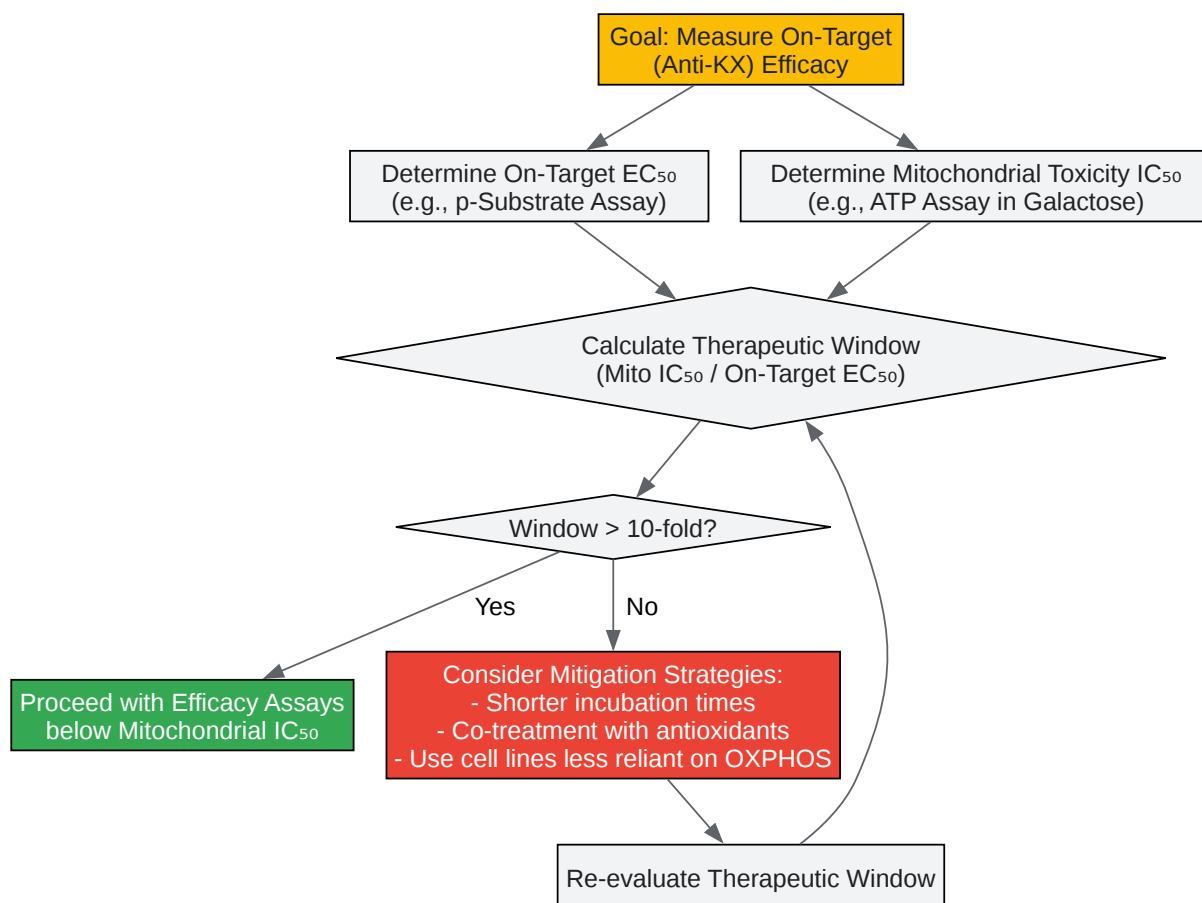 Goal: Measure On-Target
(Anti-KX) Efficacy
Determine On-Target EC₅₀
(e.g., p-Substrate Assay)
Determine Mitochondrial Toxicity IC₅₀
(e.g., ATP Assay in Galactose)
Calculate Therapeutic Window
(Mito IC₅₀ / On-Target EC₅₀)
Window > 10-fold?
Yes
No
Proceed with Efficacy Assays
below Mitochondrial IC₅₀
Consider Mitigation Strategies:
- Shorter incubation times
- Co-treatment with antioxidants
- Use cell lines less reliant on OXPHOS
Re-evaluate Therapeutic Window